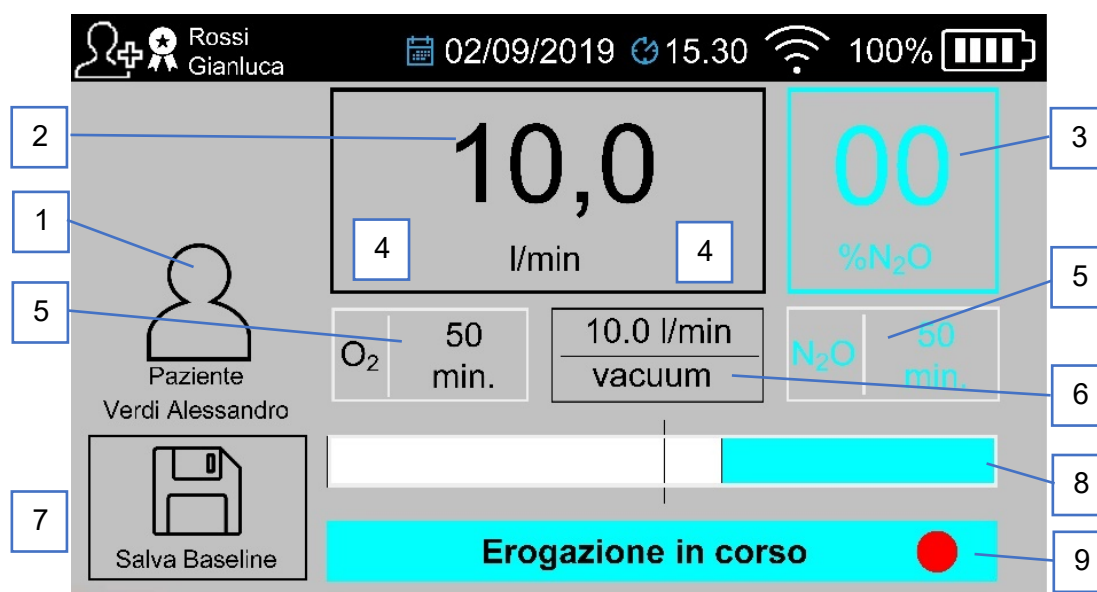 Rossi
Gianluca
02/09/2019 15.30 100%
2
10,0
00
3
1
4
l/min
4
%N₂O
5
5
O₂
50
min.
10.0 l/min
vacuum
N₂O
50
min.
6
Paziente
Verdi Alessandro
8
7
Salva Baseline
Erogazione in corso
9